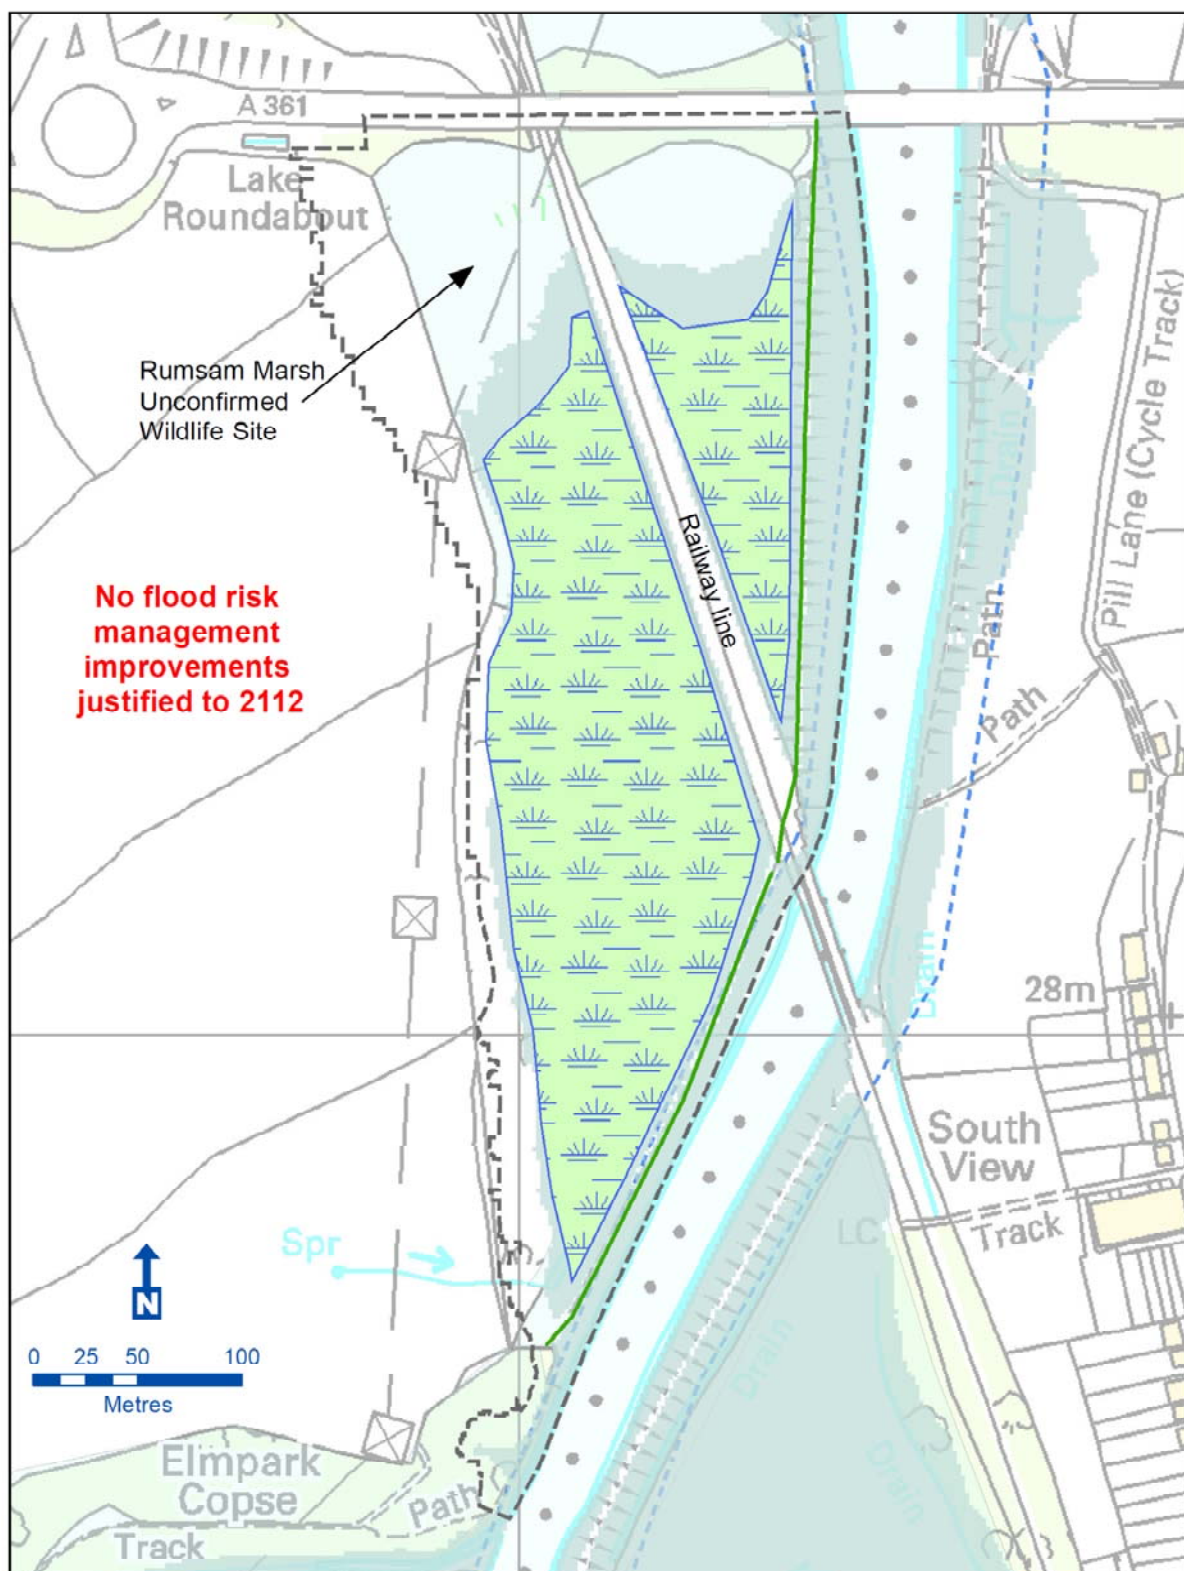 A 361
Lake
Roundabout
Rumsam Marsh
Unconfirmed
Wildlife Site
Pill Lane (Cycle Track)
Drain
Path
Railway line
No flood risk
management
improvements
justified to 2112
Path
Drain
28m
South
View
Track
LC
Spr
N
0 25 50 100
Metres
Drain
Drain
Elmpark
Copse
Path
Track